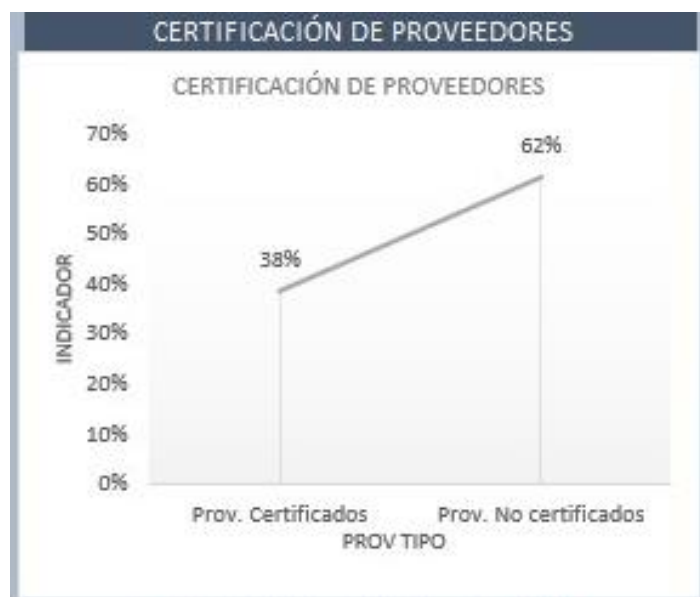 CERTIFICACIÓN DE PROVEEDORES
CERTIFICACIÓN DE PROVEEDORES
70%
60%
50%
40%
30%
20%
10%
0%
INDICADOR
38%
62%
Prov. Certificados
Prov. No certificados
PROV TIPO